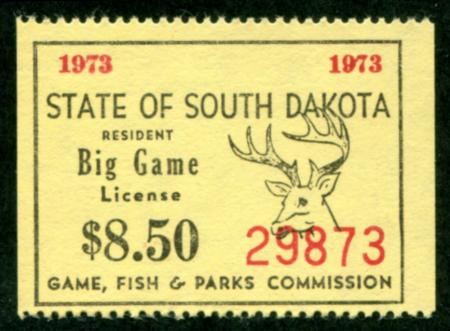 1973 1973
STATE OF SOUTH DAKOTA
RESIDENT
Big Game
License
$8.50 29873
GAME, FISH & PARKS COMMISSION